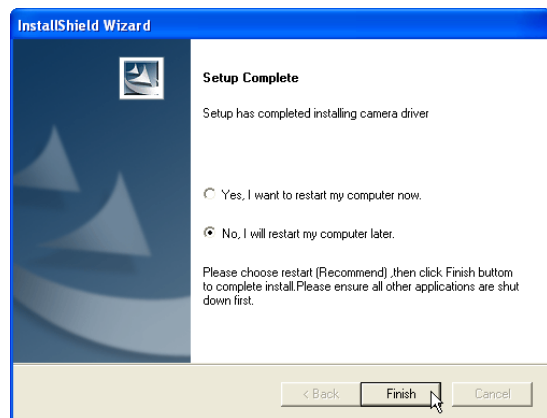 InstallShield Wizard
Setup Complete
Setup has completed installing camera driver
Yes, I want to restart my computer now.
No, I will restart my computer later.
Please choose restart (Recommend) ,then click Finish buttom
to complete install.Please ensure all other applications are shut
down first.
< Back Finish Cancel